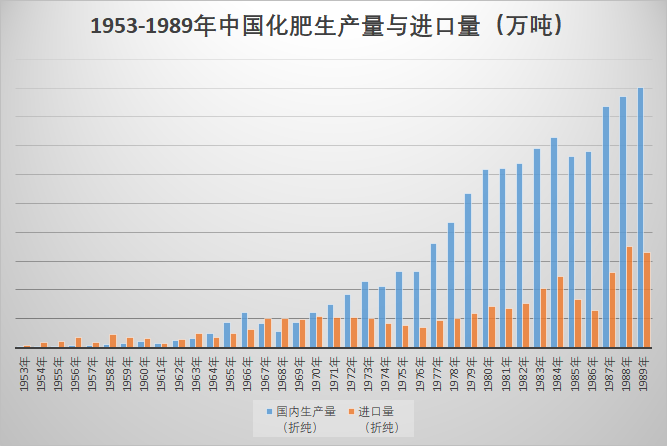 1953-1989年中国化肥生产量与进口量（万吨）
1953年
1954年
1955年
1956年
1957年
1958年
1959年
1960年
1961年
1962年
1963年
1964年
1965年
1966年
1967年
1968年
1969年
1970年
1971年
1972年
1973年
1974年
1975年
1976年
1977年
1978年
1979年
1980年
1981年
1982年
1983年
1984年
1985年
1986年
1987年
1988年
1989年
国内生产量
（折纯）
进口量
（折纯）